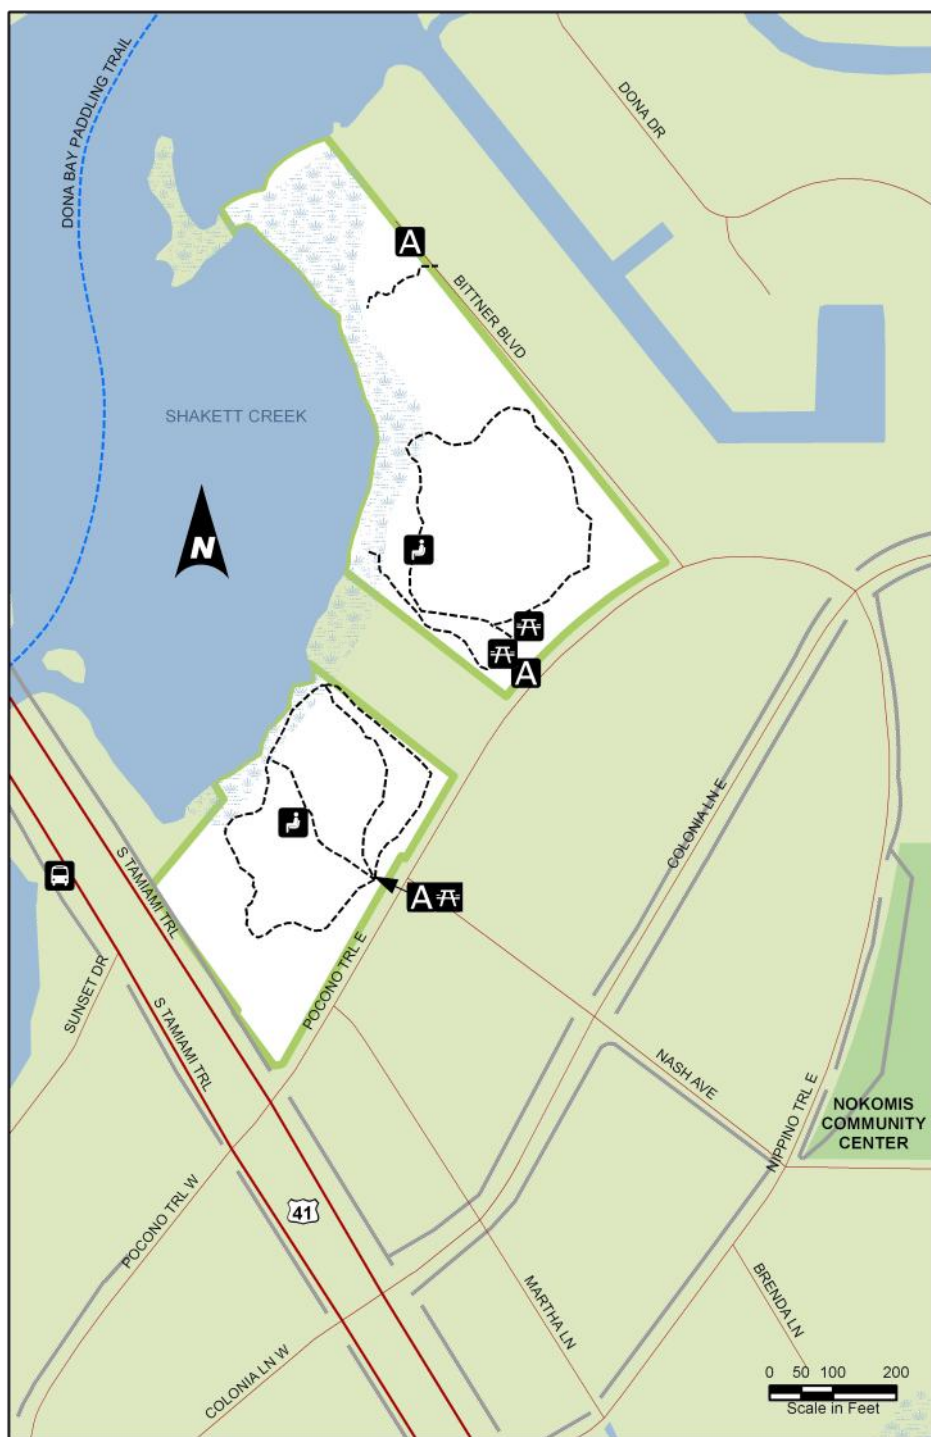 DONA BAY PADDLING TRAIL
DONA DR
A
BITTNER BLVD
SHAKETT CREEK
N
A
COLONIA LN E
S TAMIAMI TRL
A
POCONO TRL E
SUNSET DR
S TAMIAMI TRL
NASH AVE
NIPPINO TRL E
NOKOMIS
COMMUNITY
CENTER
POCONO TRL W
41
MARTHA LN
BRENDA LN
COLONIA LN W
0 50 100 200
Scale in Feet